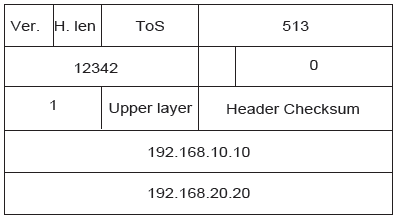 Ver. H. len ToS 513
12342 0
1 Upper layer Header Checksum
192.168.10.10
192.168.20.20